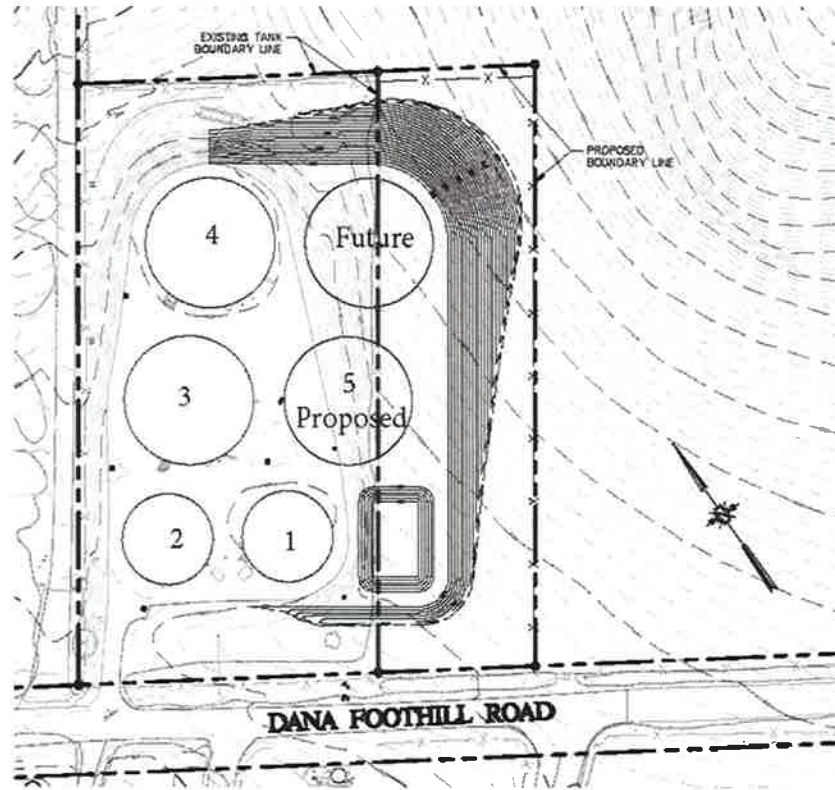 EXISTING TANK
BOUNDARY LINE
PROPOSED
BOUNDARY LINE
4
Future
3
5
Proposed
2
1
DANA FOOTHILL ROAD